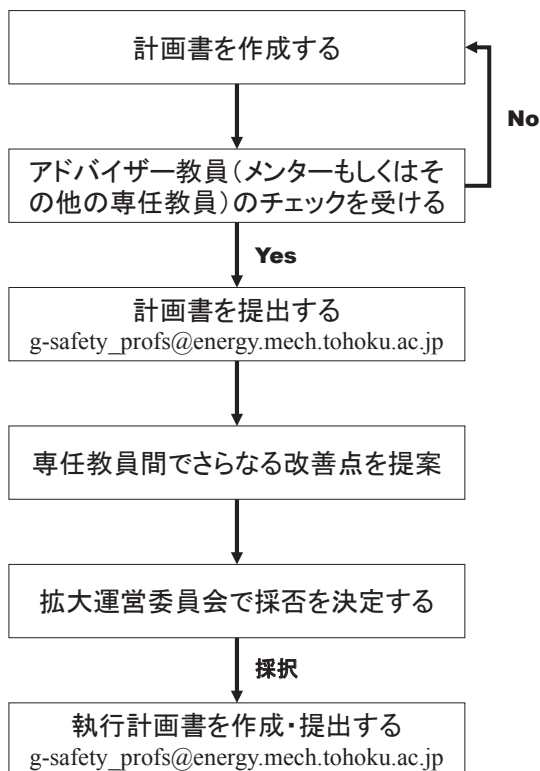 計画書を作成する
No
アドバイザー教員(メンターもしくはそ
の他の専任教員)のチェックを受ける
Yes
計画書を提出する
g-safety_profs@energy.mech.tohoku.ac.jp
専任教員間でさらなる改善点を提案
拡大運営委員会で採否を決定する
採択
執行計画書を作成・提出する
g-safety_profs@energy.mech.tohoku.ac.jp